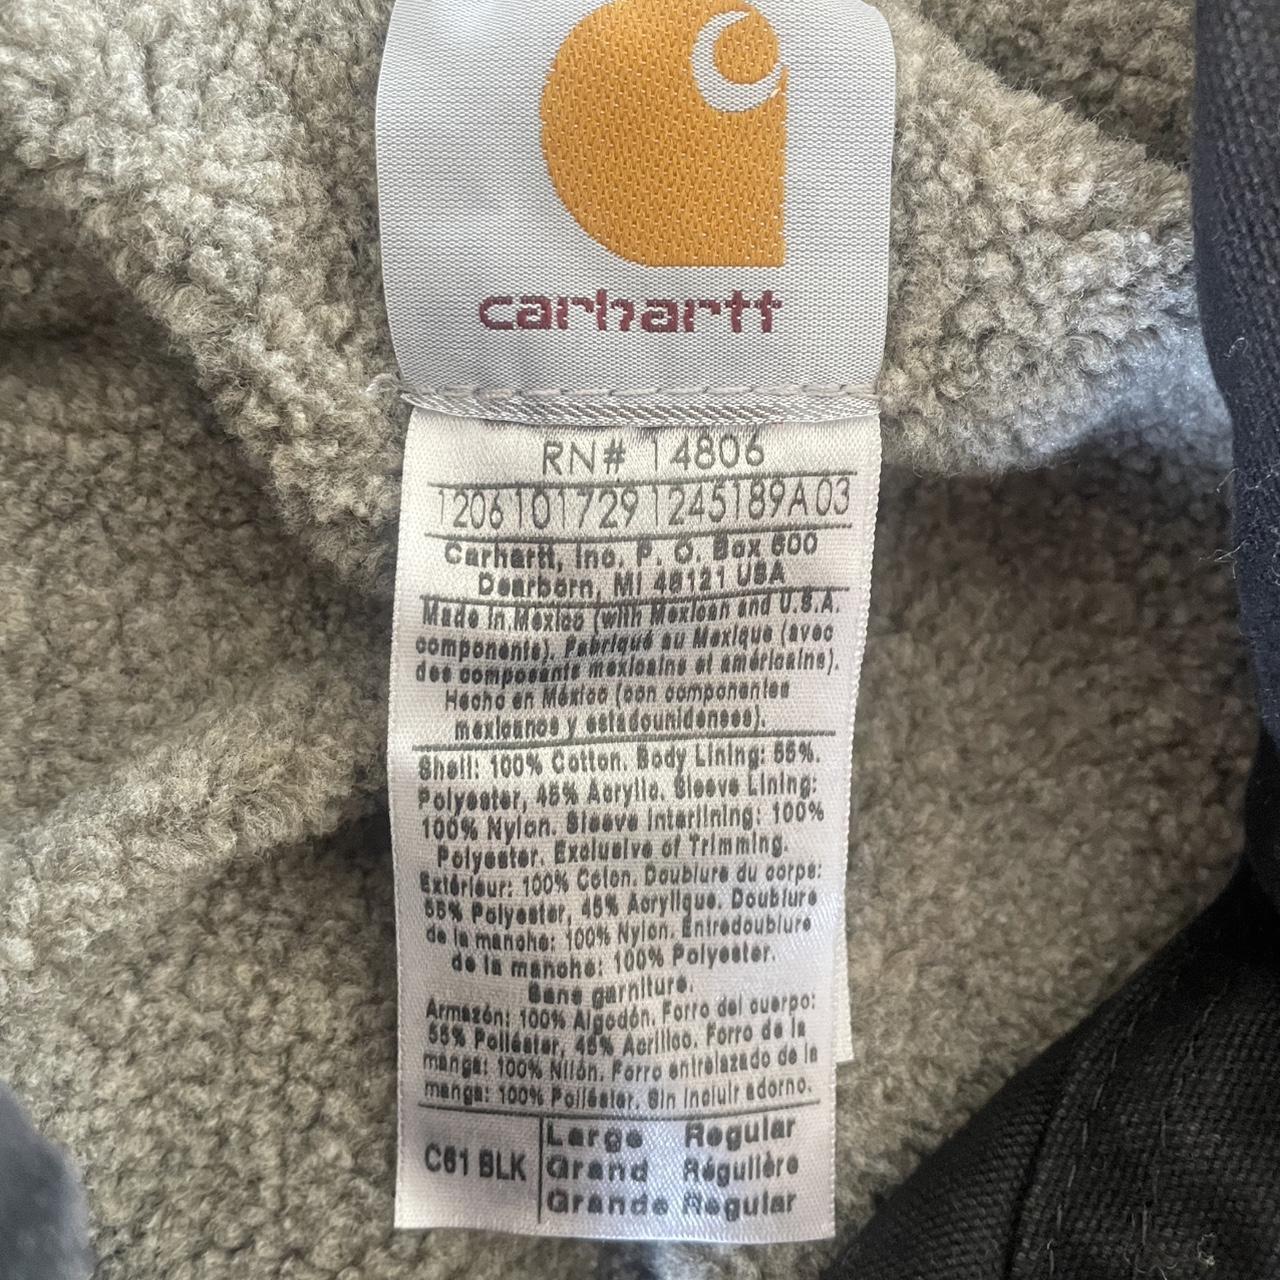 carhartt
RN# 14806
1206101729 1245189A03
Carhartt, Inc. P. O. Box 600
Dearborn, MI 48121 USA
Made in Mexico (with Mexican and U.S.A.
components). Fabriqué au Mexique (avec
des composants mexicains et américains).
Hecho en México (con componentes
mexicanos y estadounidenses).
Shell: 100% Cotton. Body Lining: 55%.
Polyester, 45% Acrylic. Sleeve Lining:
100% Nylon. Sleeve Interlining: 100%
Polyester. Exclusive of Trimming.
Extérieur: 100% Coton. Doublure du corps:
55% Polyester, 45% Acrylique. Doublure
de la manche: 100% Nylon. Entredoublure
de la manche: 100% Polyester.
Sans garniture.
Armazón: 100% Algodón. Forro del cuerpo:
55% Poliéster, 45% Acrílico. Forro de la
manga: 100% Nilón. Forro entrelazado de la
manga: 100% Poliéster. Sin incluir adorno.
C61 BLK
Large Regular
Grand Régulière
Grande Regular